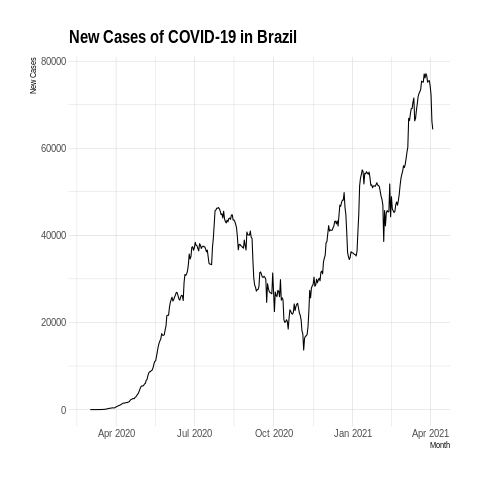 New Cases of COVID-19 in Brazil
New Cases
80000
60000
40000
20000
0
Apr 2020 Jul 2020 Oct 2020 Jan 2021 Apr 2021
Month